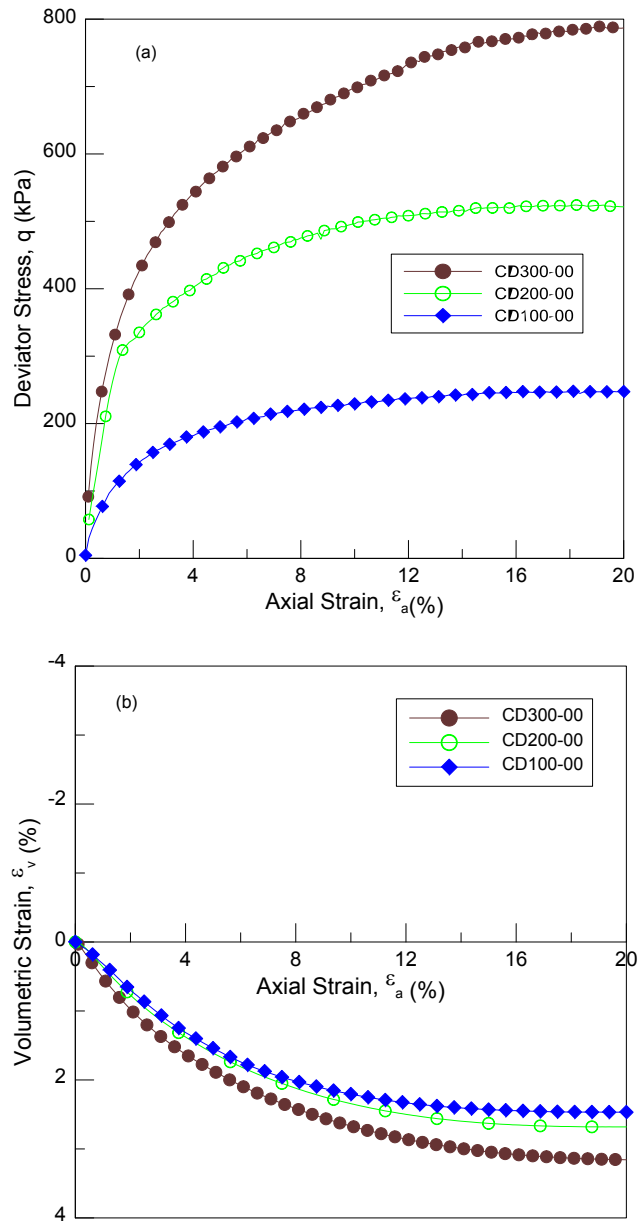 800
(a)
600
400
200
0
Deviator Stress, q (kPa)
CD300-00
CD200-00
CD100-00
0 4 8 12 16 20
Axial Strain, εa(%)
-4
(b)
-2
0
2
4
Volumetric Strain, εv (%)
CD300-00
CD200-00
CD100-00
0 4 8 12 16 20
Axial Strain, εa (%)